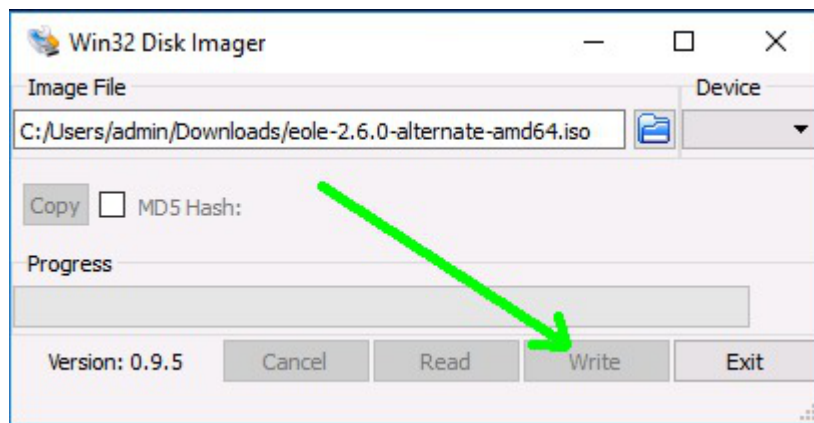 Win32 Disk Imager
Image File
Device
C:/Users/admin/Downloads/eole-2.6.0-alternate-amd64.iso
Copy
MD5 Hash:
Progress
Version: 0.9.5
Cancel
Read
Write
Exit